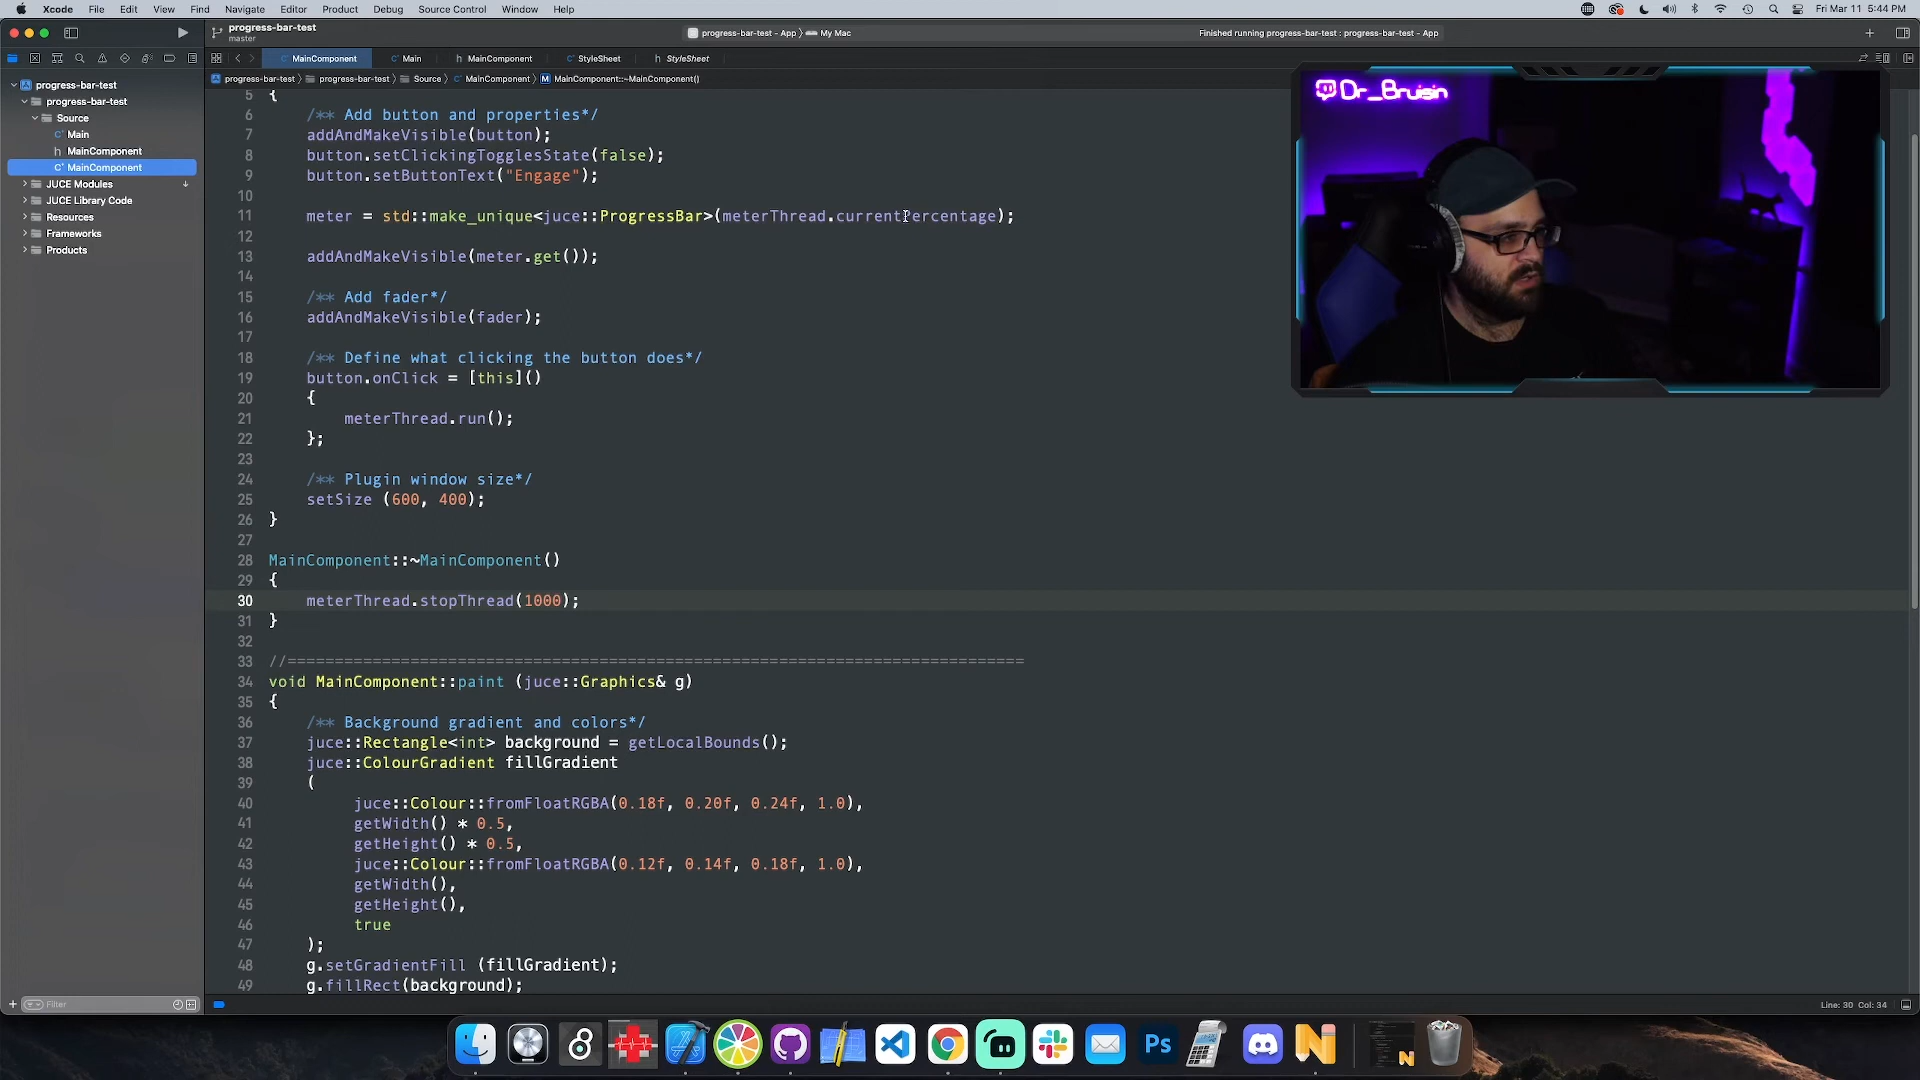 Xcode File Edit View Find Navigate Editor Product Debug Source Control Window Help Fri Mar 11 5:44 PM
progress-bar-test
master
progress-bar-test - App My Mac
Finished running progress-bar-test : progress-bar-test - App
MainComponent Main MainComponent StyleSheet StyleSheet
progress-bar-test progress-bar-test Source MainComponent M MainComponent::~MainComponent()
progress-bar-test
progress-bar-test
Source
Main
MainComponent
MainComponent
JUCE Modules
JUCE Library Code
Resources
Frameworks
Products
Filter
5 {
6 /** Add button and properties*/
7 addAndMakeVisible(button);
8 button.setClickingTogglesState(false);
9 button.setButtonText("Engage");
10
11 meter = std::make_unique<juce::ProgressBar>(meterThread.currentPercentage);
12
13 addAndMakeVisible(meter.get());
14
15 /** Add fader*/
16 addAndMakeVisible(fader);
17
18 /** Define what clicking the button does*/
19 button.onClick = [this]()
20 {
21 meterThread.run();
22 };
23
24 /** Plugin window size*/
25 setSize (600, 400);
26 }
27
28 MainComponent::~MainComponent()
29 {
30 meterThread.stopThread(1000);
31 }
32
33 //==============================================================================
34 void MainComponent::paint (juce::Graphics& g)
35 {
36 /** Background gradient and colors*/
37 juce::Rectangle<int> background = getLocalBounds();
38 juce::ColourGradient fillGradient
39 (
40 juce::Colour::fromFloatRGBA(0.18f, 0.20f, 0.24f, 1.0),
41 getWidth() * 0.5,
42 getHeight() * 0.5,
43 juce::Colour::fromFloatRGBA(0.12f, 0.14f, 0.18f, 1.0),
44 getWidth(),
45 getHeight(),
46 true
47 );
48 g.setGradientFill (fillGradient);
49 g.fillRect(background);
Dr_Bruisin
Line: 30 Col: 34
Ps